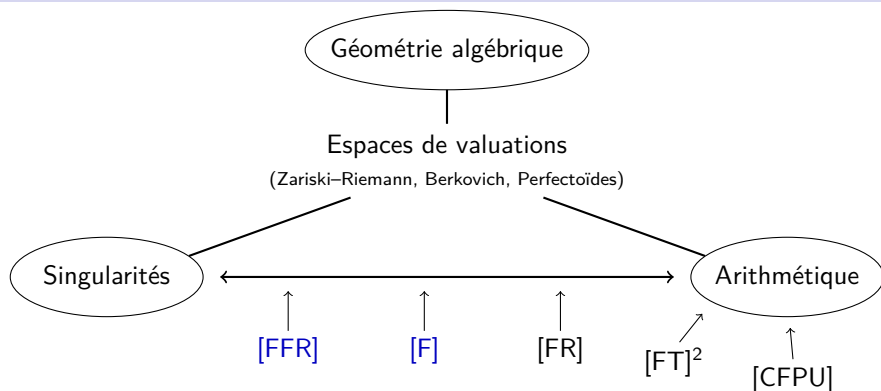 Géométrie algébrique
Espaces de valuations
(Zariski–Riemann, Berkovich, Perfectoïdes)
Singularités
Arithmétique
[FFR]
[F]
[FR]
[FT]²
[CFPU]